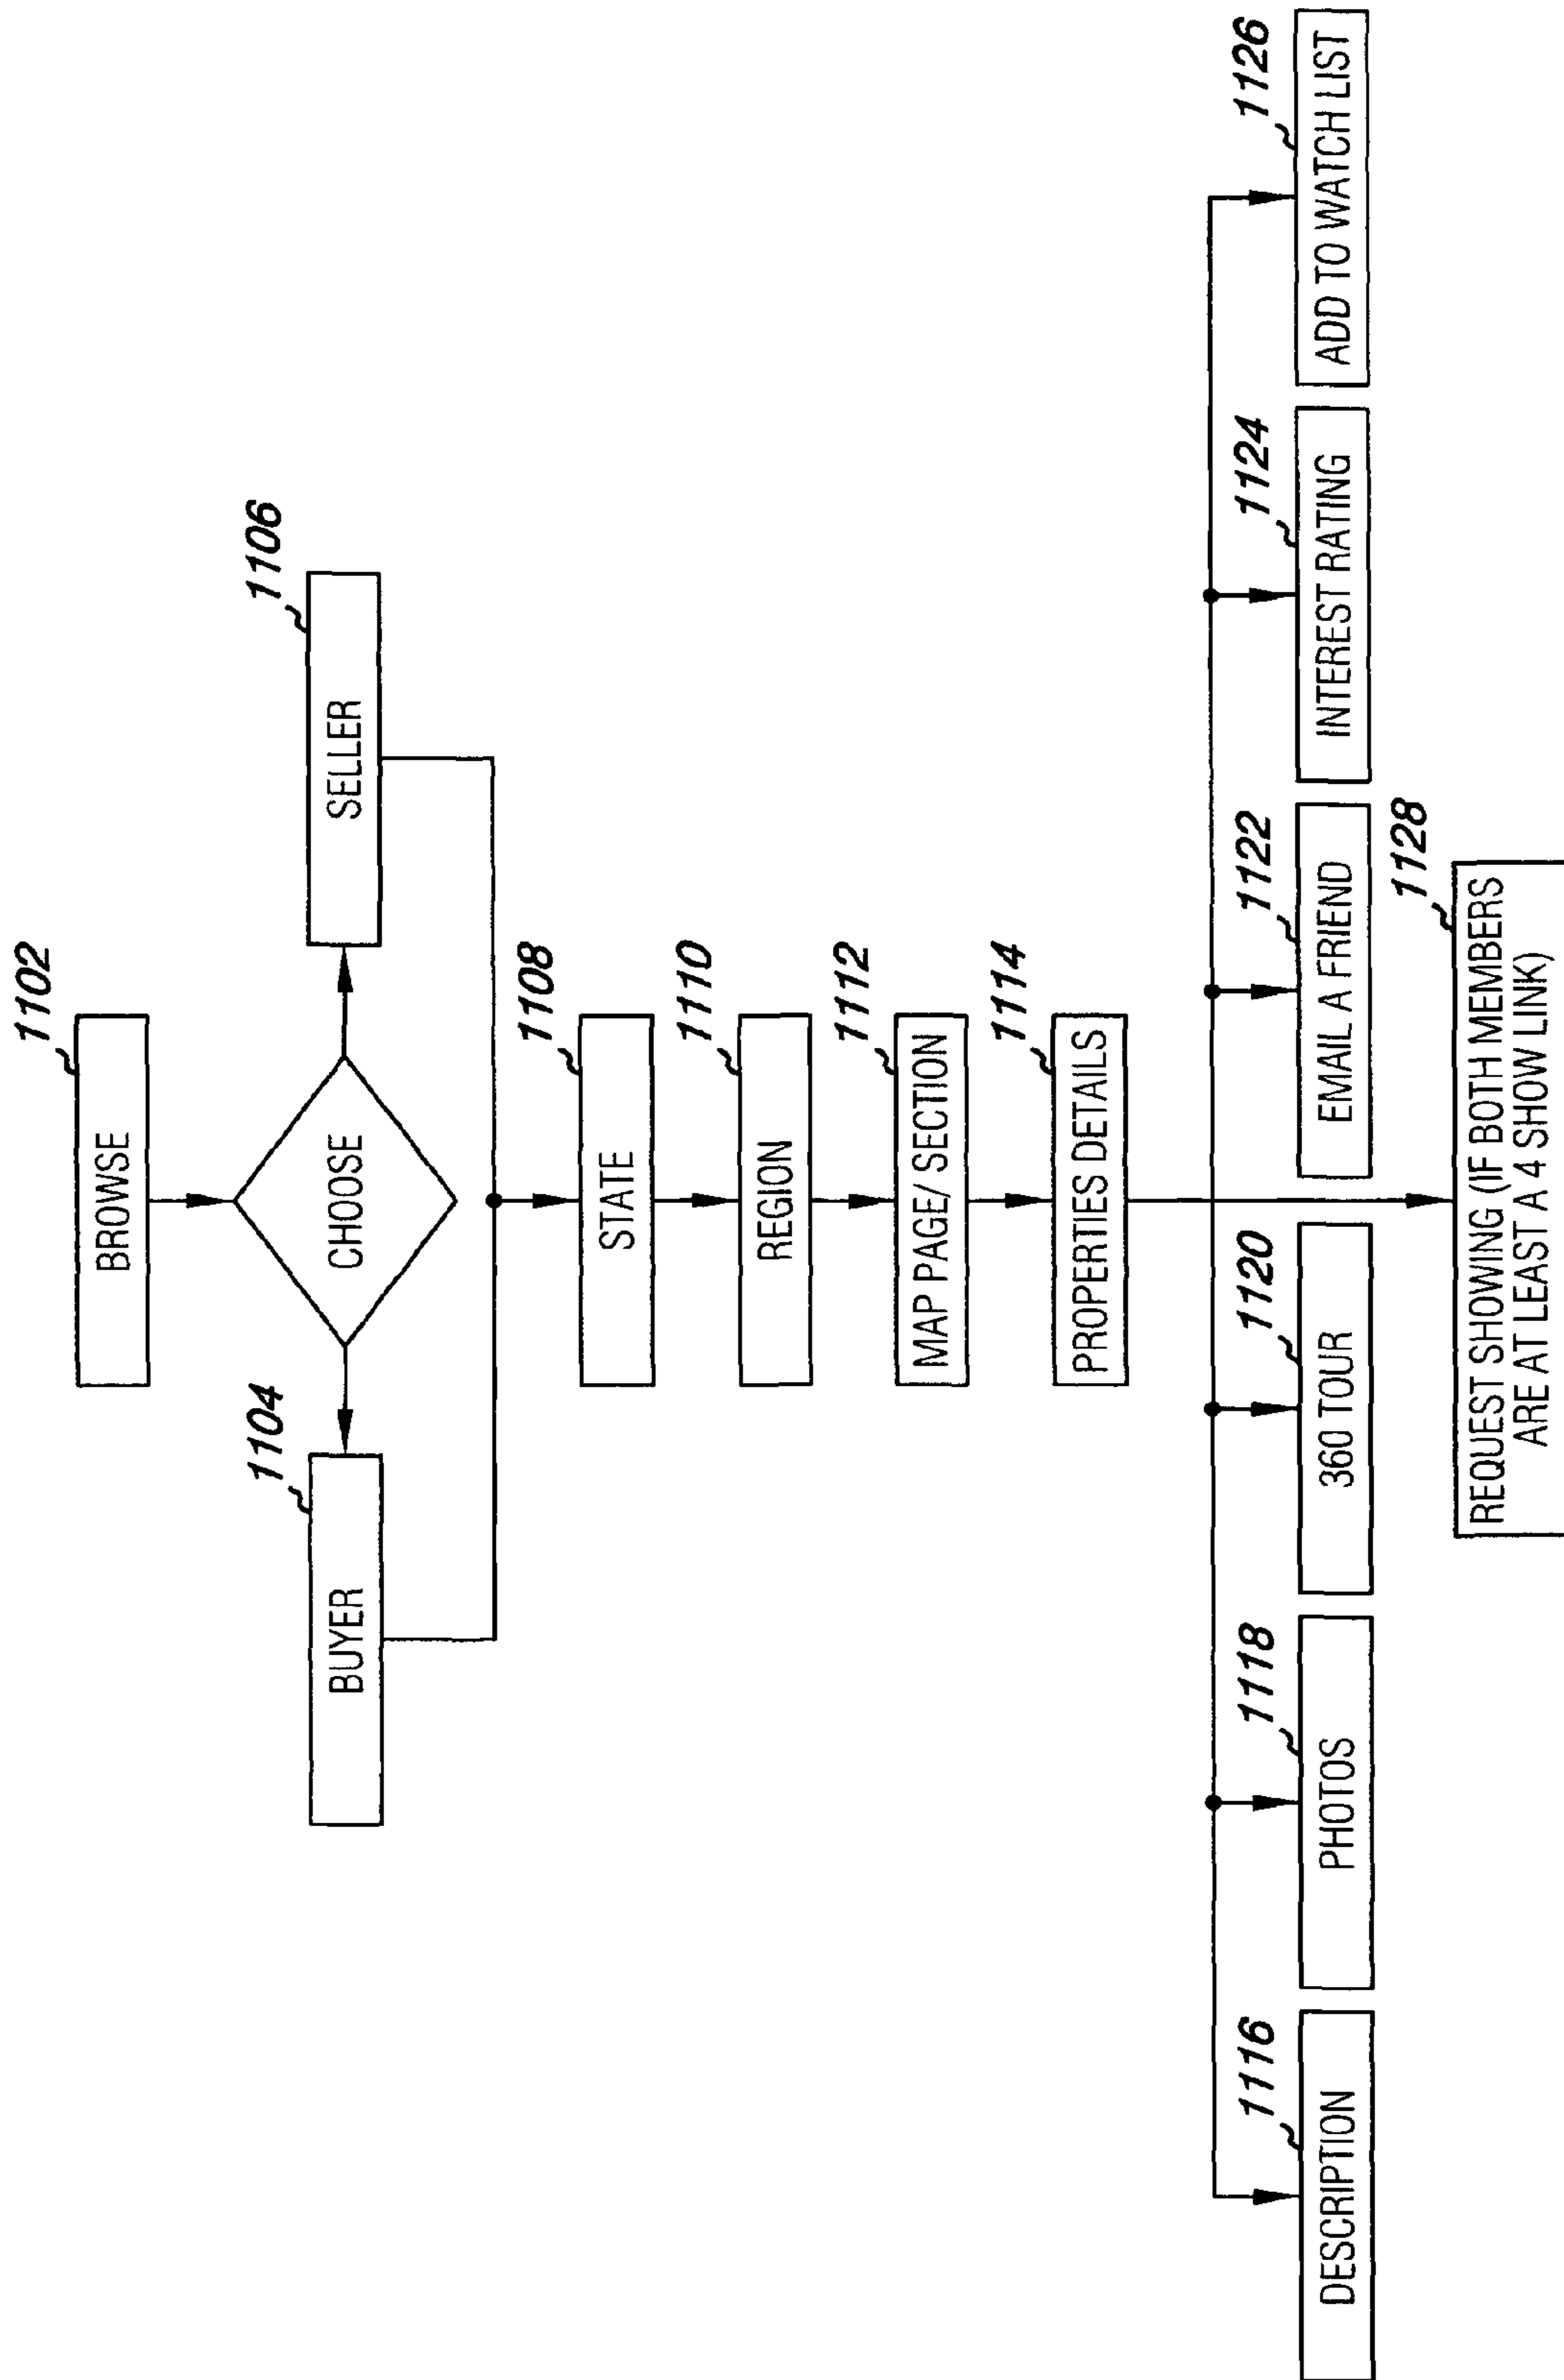 1102
BROWSE
CHOOSE
1104
BUYER
1106
SELLER
1108
STATE
1110
REGION
1112
MAP PAGE/ SECTION
1114
PROPERTIES DETAILS
1116
DESCRIPTION
1118
PHOTOS
1120
360 TOUR
1122
EMAIL A FRIEND
1124
INTEREST RATING
1126
ADD TO WATCH LIST
1128
REQUEST SHOWING (IF BOTH MEMBERS
ARE AT LEAST A 4 SHOW LINK)